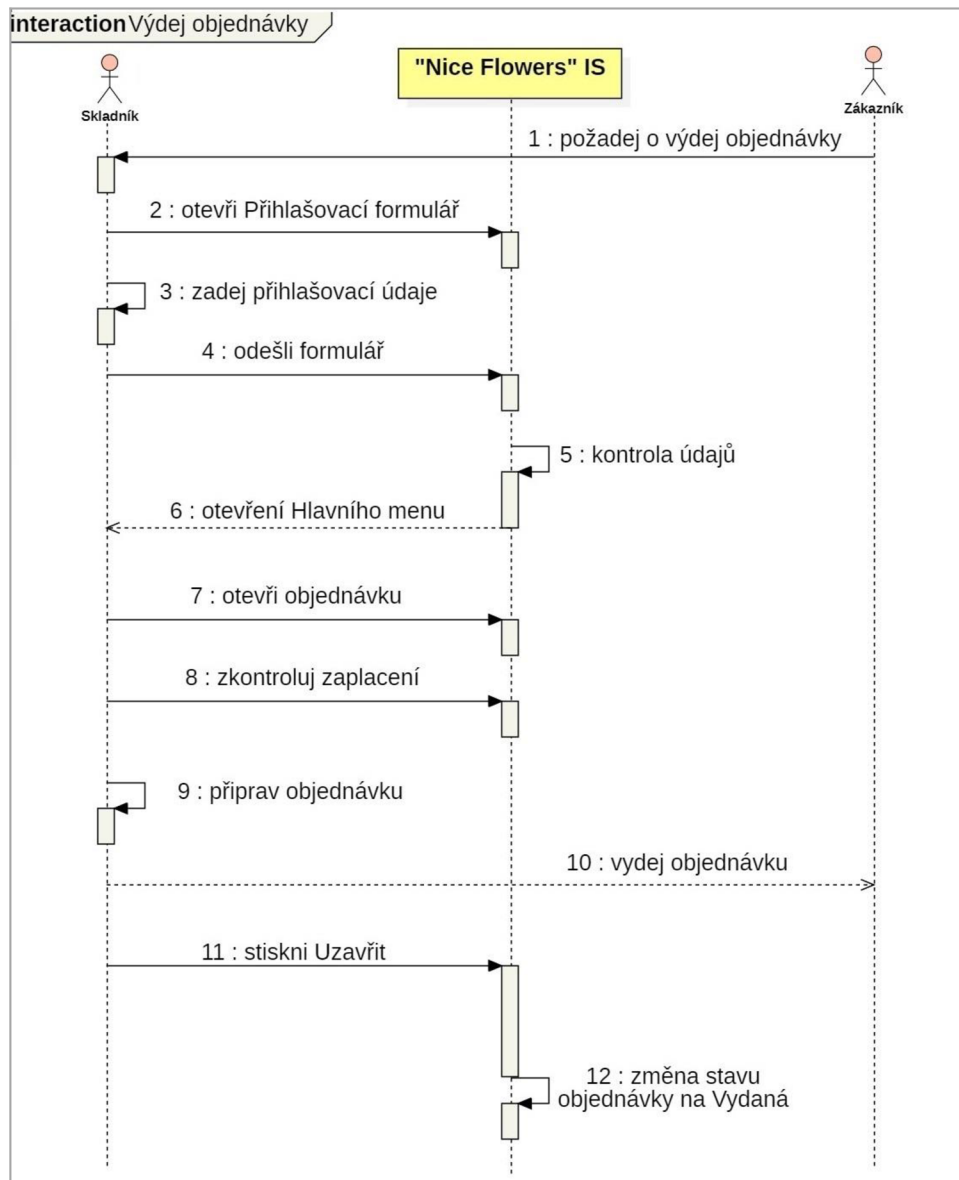 interaction Výdej objednávky
"Nice Flowers" IS
Skladník
Zákazník
1 : požadej o výdej objednávky
2 : otevři Přihlašovací formulář
3 : zadej přihlašovací údaje
4 : odešli formulář
5 : kontrola údajů
6 : otevření Hlavního menu
7 : otevři objednávku
8 : zkontroluj zaplacení
9 : připrav objednávku
10 : vydej objednávku
11 : stiskni Uzavřit
12 : změna stavu
objednávky na Vydaná